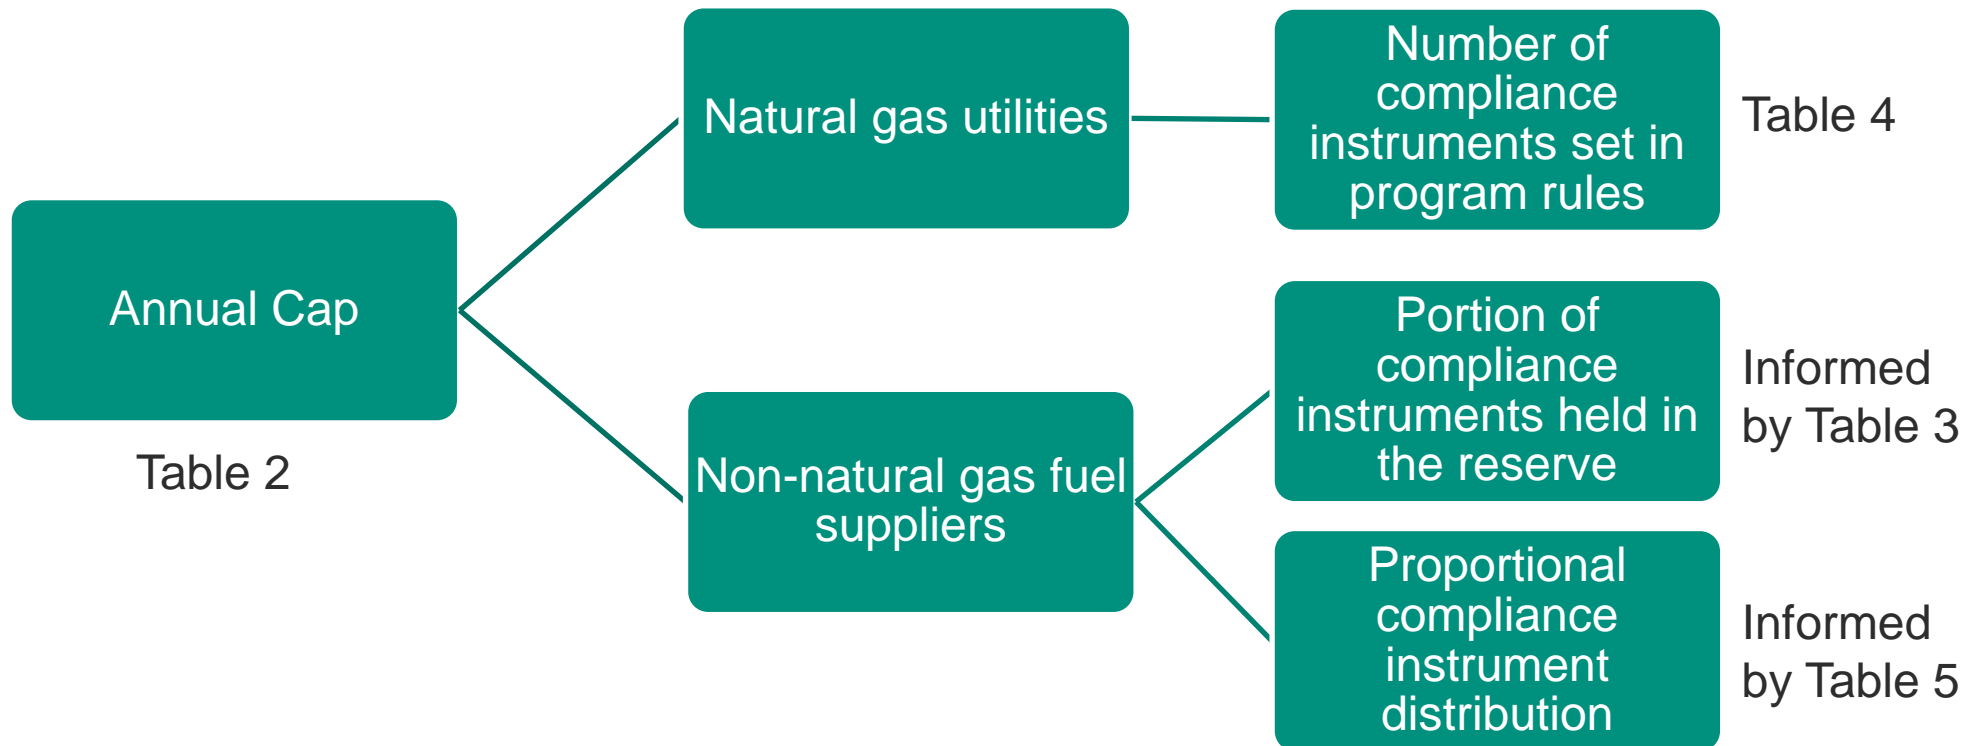 Annual Cap
Table 2
Natural gas utilities
Number of
compliance
instruments set in
program rules
Table 4
Non-natural gas fuel
suppliers
Portion of
compliance
instruments held in
the reserve
Informed
by Table 3
Proportional
compliance
instrument
distribution
Informed
by Table 5